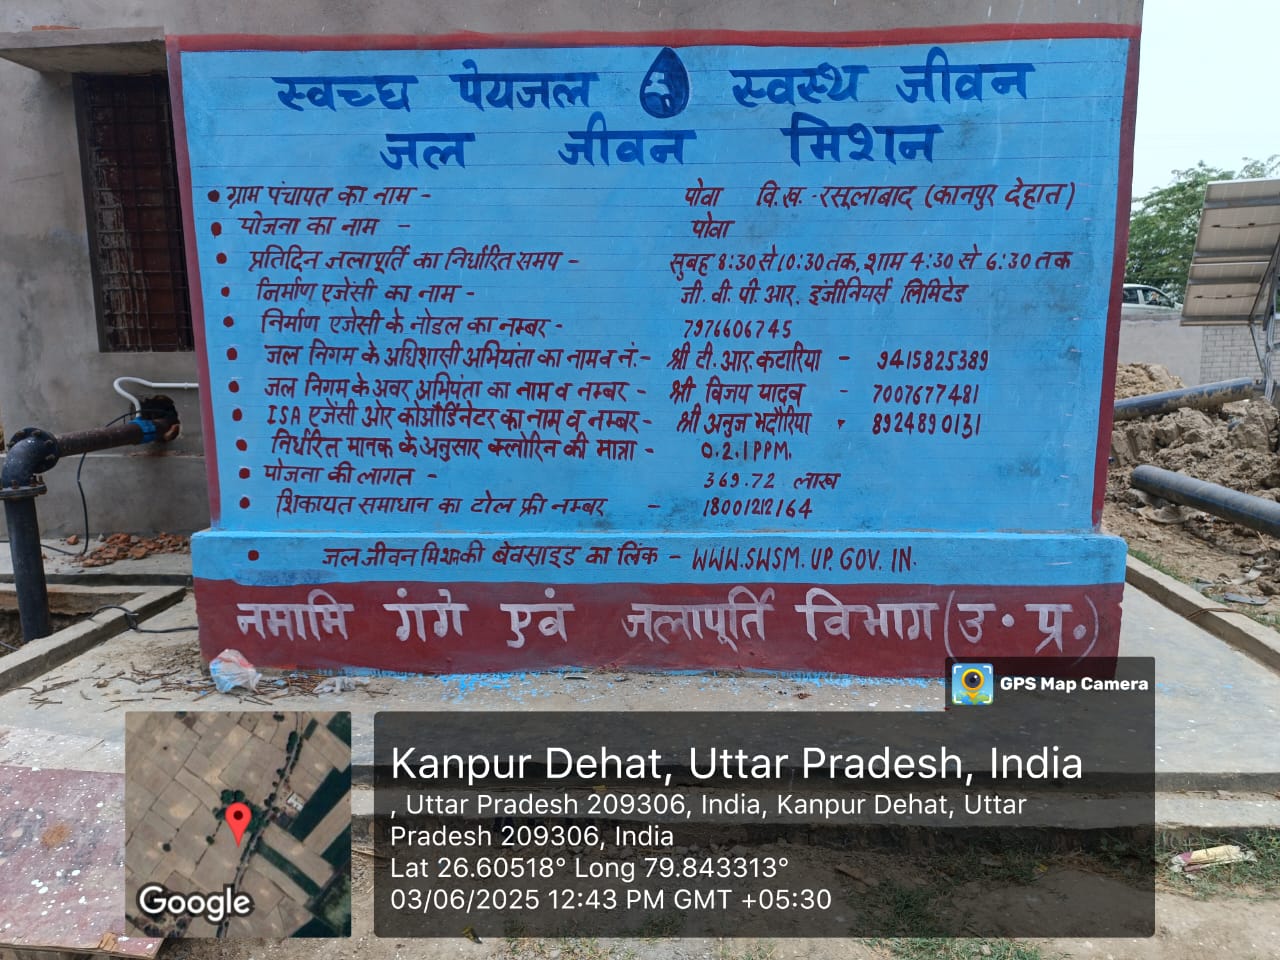 स्वच्छ पेयजल स्वस्थ जीवन
जल जीवन मिशन
• ग्राम पंचायत का नाम - पोवा वि.ख. - रसूलाबाद (कानपुर देहात)
• योजना का नाम - पोवा
• प्रतिदिन जलापूर्ति का निर्धारित समय - सुबह 8:30 से 10:30 तक, शाम 4:30 से 6:30 तक
• निर्माण एजेंसी का नाम - जी. वी. पी. आर. इंजीनियर्स लिमिटेड
• निर्माण एजेंसी के नोडल का नम्बर - 7976606745
• जल निगम के अधिशासी अभियंता का नाम व नं. - श्री टी. आर. कटारिया - 9415825389
• जल निगम के अवर अभियंता का नाम व नम्बर - श्री विजय यादव - 7007677481
• ISA एजेंसी और कोऑर्डिनेटर का नाम व नम्बर - श्री अनुज भदौरिया - 8924890131
• निर्धारित मानक के अनुसार क्लोरिन की मात्रा - 0.2.1 PPM.
• योजना की लागत - 369.72 लाख
• शिकायत समाधान का टोल फ्री नम्बर - 18001212164
• जल जीवन मिशन की बेवसाइड का लिंक - WWW.SWSM.UP.GOV.IN.
नमामि गंगे एवं जलापूर्ति विभाग (उ. प्र.)
GPS Map Camera
Kanpur Dehat, Uttar Pradesh, India
, Uttar Pradesh 209306, India, Kanpur Dehat, Uttar
Pradesh 209306, India
Lat 26.60518° Long 79.843313°
03/06/2025 12:43 PM GMT +05:30
Google